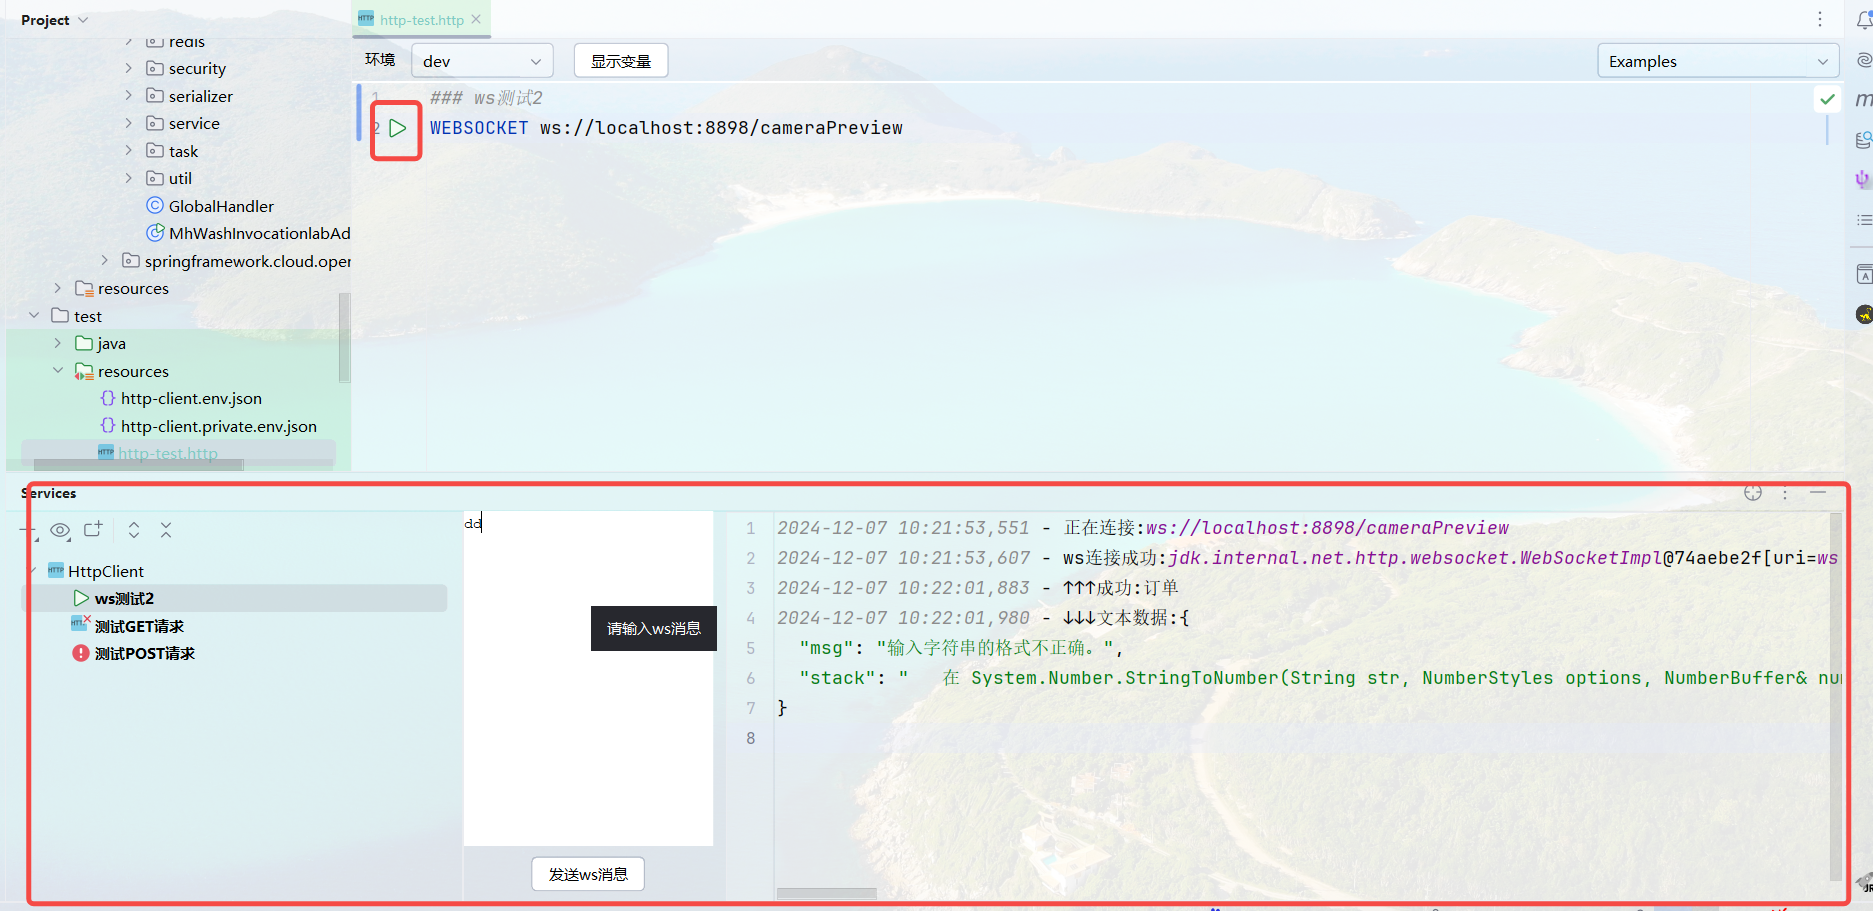 Project
http-test.http
redis
security
serializer
service
task
util
GlobalHandler
MhWashInvocationlabAd
springframework.cloud.oper
resources
test
java
resources
http-client.env.json
http-client.private.env.json
http-test.http
环境
dev
显示变量
Examples
1 ### ws测试2
2 WEBSOCKET ws://localhost:8898/cameraPreview
Services
HttpClient
ws测试2
测试GET请求
测试POST请求
dd
请输入ws消息
发送ws消息
1 2024-12-07 10:21:53,551 - 正在连接:ws://localhost:8898/cameraPreview
2 2024-12-07 10:21:53,607 - ws连接成功:jdk.internal.net.http.websocket.WebSocketImpl@74aebe2f[uri=ws
3 2024-12-07 10:22:01,883 - ↑↑↑成功:订单
4 2024-12-07 10:22:01,980 - ↓↓↓文本数据:{
5 "msg": "输入字符串的格式不正确。",
6 "stack": "   在 System.Number.StringToNumber(String str, NumberStyles options, NumberBuffer& nu
7 }
8